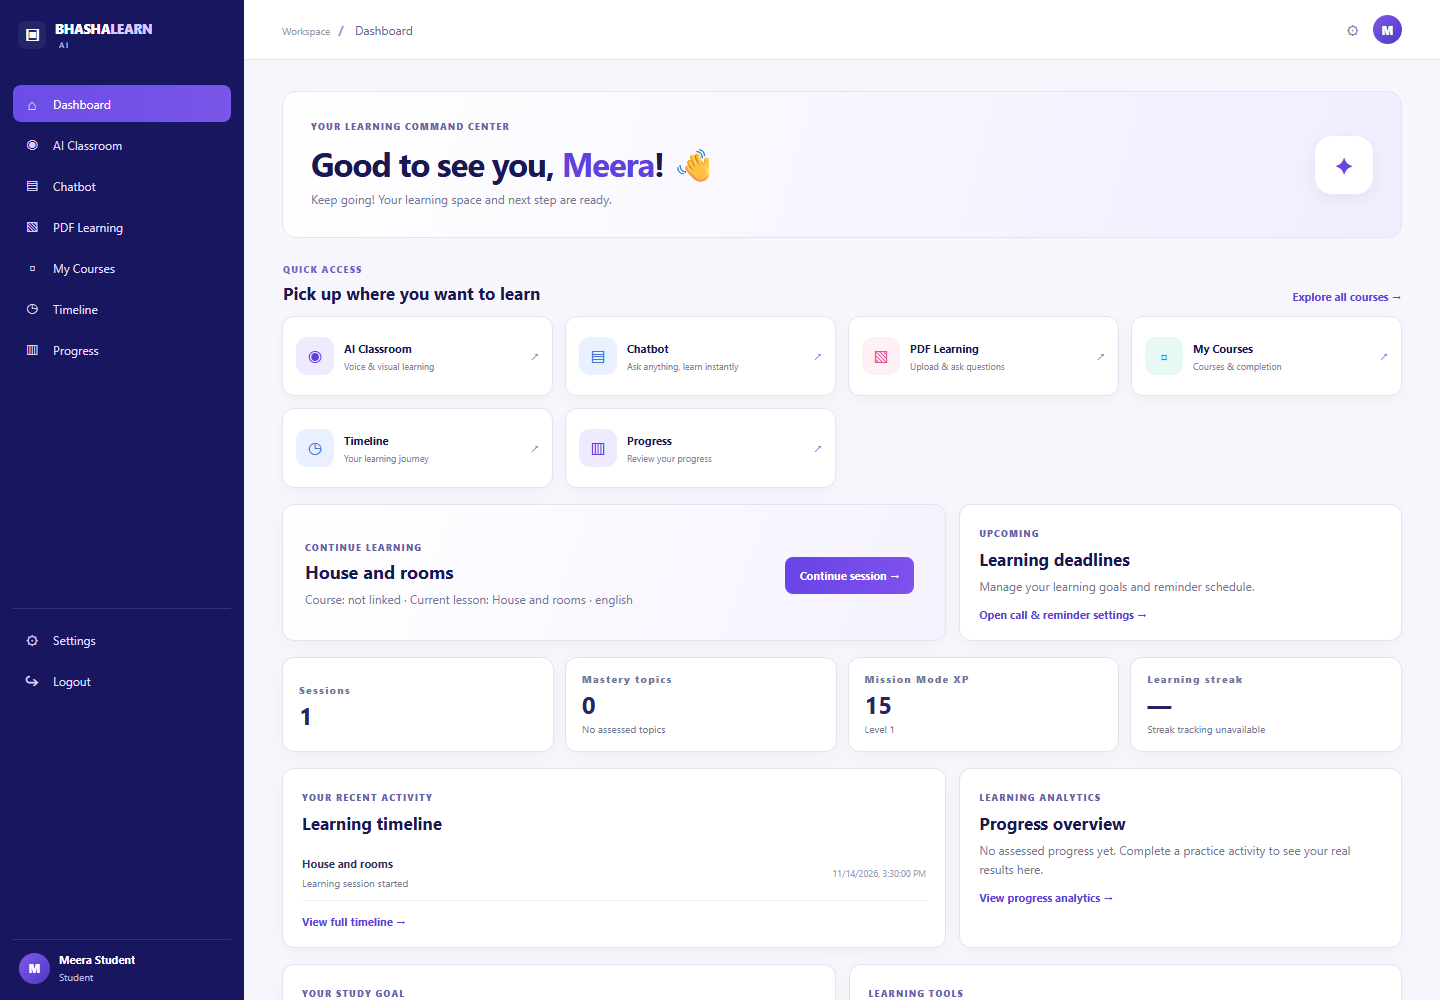 BHASHALEARN
AI
Dashboard
AI Classroom
Chatbot
PDF Learning
My Courses
Timeline
Progress
Settings
Logout
M
Meera Student
Student
Workspace / Dashboard
M
YOUR LEARNING COMMAND CENTER
Good to see you, Meera! 👋
Keep going! Your learning space and next step are ready.
QUICK ACCESS
Pick up where you want to learn
Explore all courses →
AI Classroom
Voice & visual learning
Chatbot
Ask anything, learn instantly
PDF Learning
Upload & ask questions
My Courses
Courses & completion
Timeline
Your learning journey
Progress
Review your progress
CONTINUE LEARNING
House and rooms
Course: not linked · Current lesson: House and rooms · english
Continue session →
UPCOMING
Learning deadlines
Manage your learning goals and reminder schedule.
Open call & reminder settings →
Sessions
1
Mastery topics
0
No assessed topics
Mission Mode XP
15
Level 1
Learning streak
—
Streak tracking unavailable
YOUR RECENT ACTIVITY
Learning timeline
House and rooms
Learning session started
11/14/2026, 3:30:00 PM
View full timeline →
LEARNING ANALYTICS
Progress overview
No assessed progress yet. Complete a practice activity to see your real
results here.
View progress analytics →
YOUR STUDY GOAL
LEARNING TOOLS